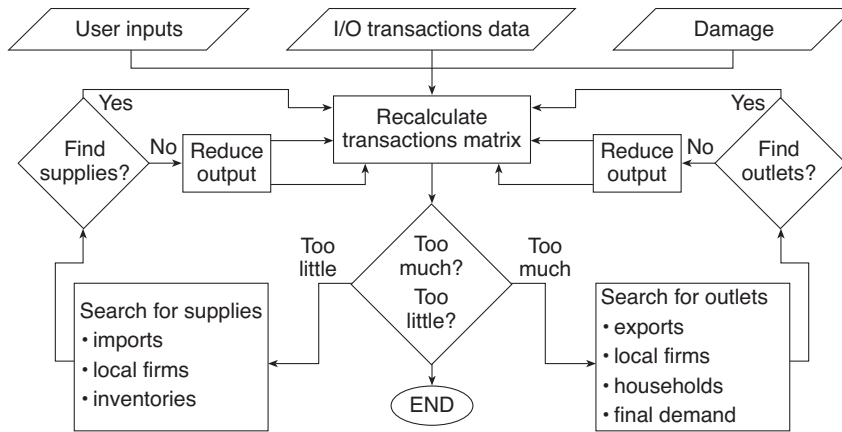 User inputs
I/O transactions data
Damage
Yes
Yes
Recalculate
transactions matrix
Find
supplies?
No
Reduce
output
Reduce
output
No
Find
outlets?
Too
little
Too
much?
Too
little?
Too
much
Search for supplies
• imports
• local firms
• inventories
Search for outlets
• exports
• local firms
• households
• final demand
END